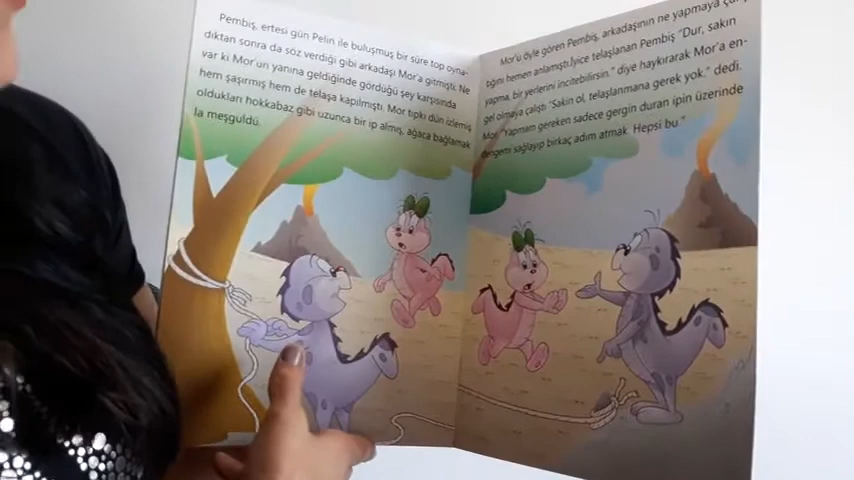 Pembiş, ertesi gün Pelin ile buluşmuş bir süre top oyna-
dıktan sonra da söz verdiği gibi arkadaşı Mor'a gitmişti. Ne
var ki Mor'un yanına geldiğinde gördüğü şey karşısında
hem şaşırmış hem de telaşa kapılmıştı. Mor tıpkı dün izlemiş
oldukları hokkabaz gibi uzunca bir ip almış, ağaca bağlamak-
la meşguldü.
Mor'u öyle gören Pembiş, arkadaşının ne yapmaya
tığını hemen anlamıştı. İyice telaşlanan Pembiş "Dur, sakın
yapma, bir yerlerini incitebilirsin." diye haykırarak Mor'a en-
gel olmaya çalıştı. "Sakin ol, telaşlanmana gerek yok." dedi.
Mor "Yapmam gereken sadece gergin duran ipin üzerinde
dengemi sağlayıp birkaç adım atmak. Hepsi bu."